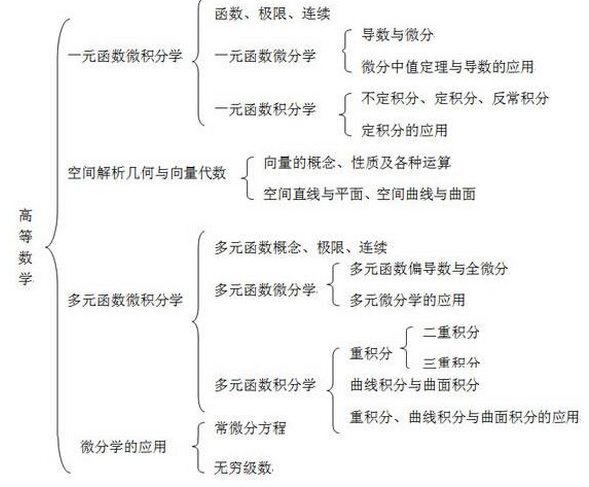 函数、极限、连续
导数与微分
一元函数微积分学
一元函数微分学
微分中值定理与导数的应用
不定积分、定积分、反常积分
一元函数积分学
定积分的应用
向量的概念、性质及各种运算
空间解析几何与向量代数
空间直线与平面、空间曲线与曲面
高等数学
多元函数概念、极限、连续
多元函数偏导数与全微分
多元函数微积分学
多元函数微分学
多元微分学的应用
二重积分
重积分
三重积分
多元函数积分学
曲线积分与曲面积分
重积分、曲线积分与曲面积分的应用
常微分方程
微分学的应用
无穷级数